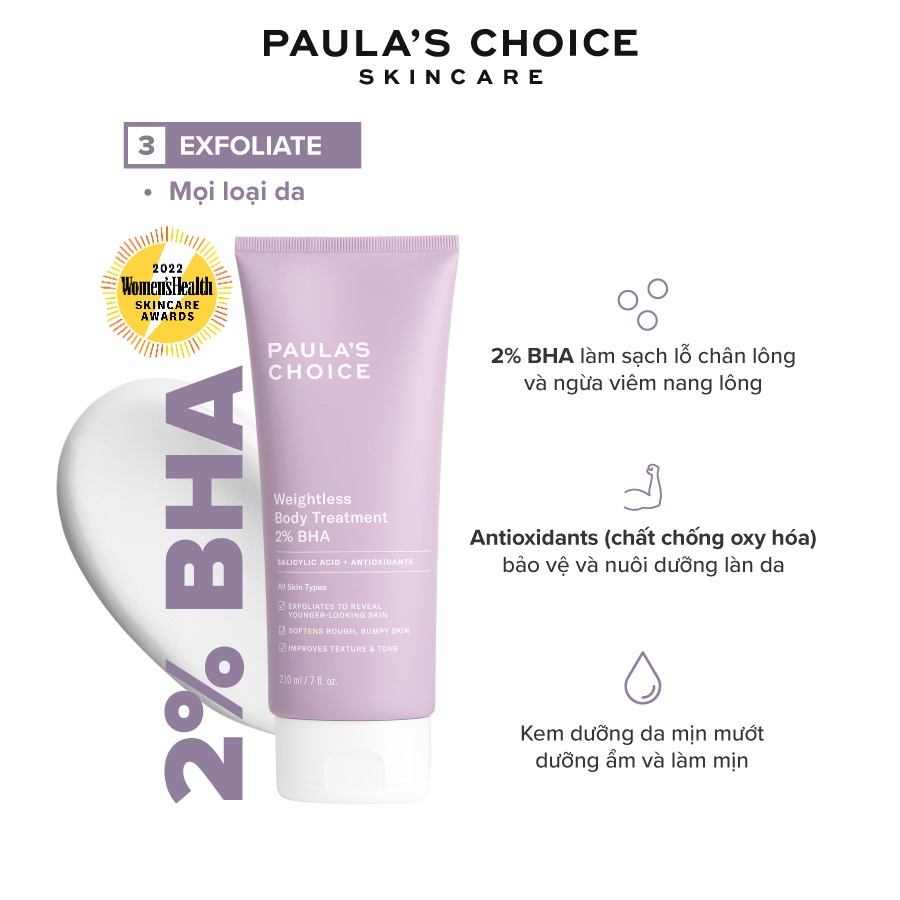 PAULA'S CHOICE
SKINCARE
3 EXFOLIATE
• Mọi loại da
2022
Women'sHealth
SKINCARE
AWARDS
2% BHA
PAULA'S
CHOICE
Weightless
Body Treatment
2% BHA
SALICYLIC ACID + ANTIOXIDANTS
All Skin Types
☑ EXFOLIATES TO REVEAL
YOUNGER-LOOKING SKIN
☑ SOFTENS ROUGH, BUMPY SKIN
☑ IMPROVES TEXTURE & TONE
210 ml / 7 fl. oz.
2% BHA làm sạch lỗ chân lông
và ngừa viêm nang lông
Antioxidants (chất chống oxy hóa)
bảo vệ và nuôi dưỡng làn da
Kem dưỡng da mịn mướt
dưỡng ẩm và làm mịn